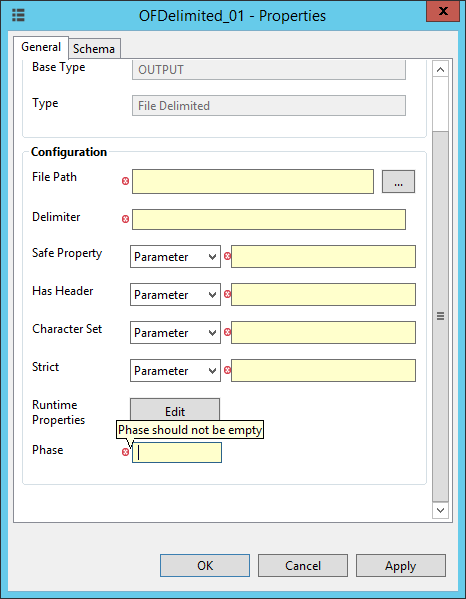 OFDelimited_01 - Properties
x
General
Schema
Base Type
OUTPUT
Type
File Delimited
Configuration
File Path
...
Delimiter
Safe Property
Parameter
Has Header
Parameter
Character Set
Parameter
Strict
Parameter
Runtime
Properties
Edit
Phase should not be empty
Phase
OK
Cancel
Apply